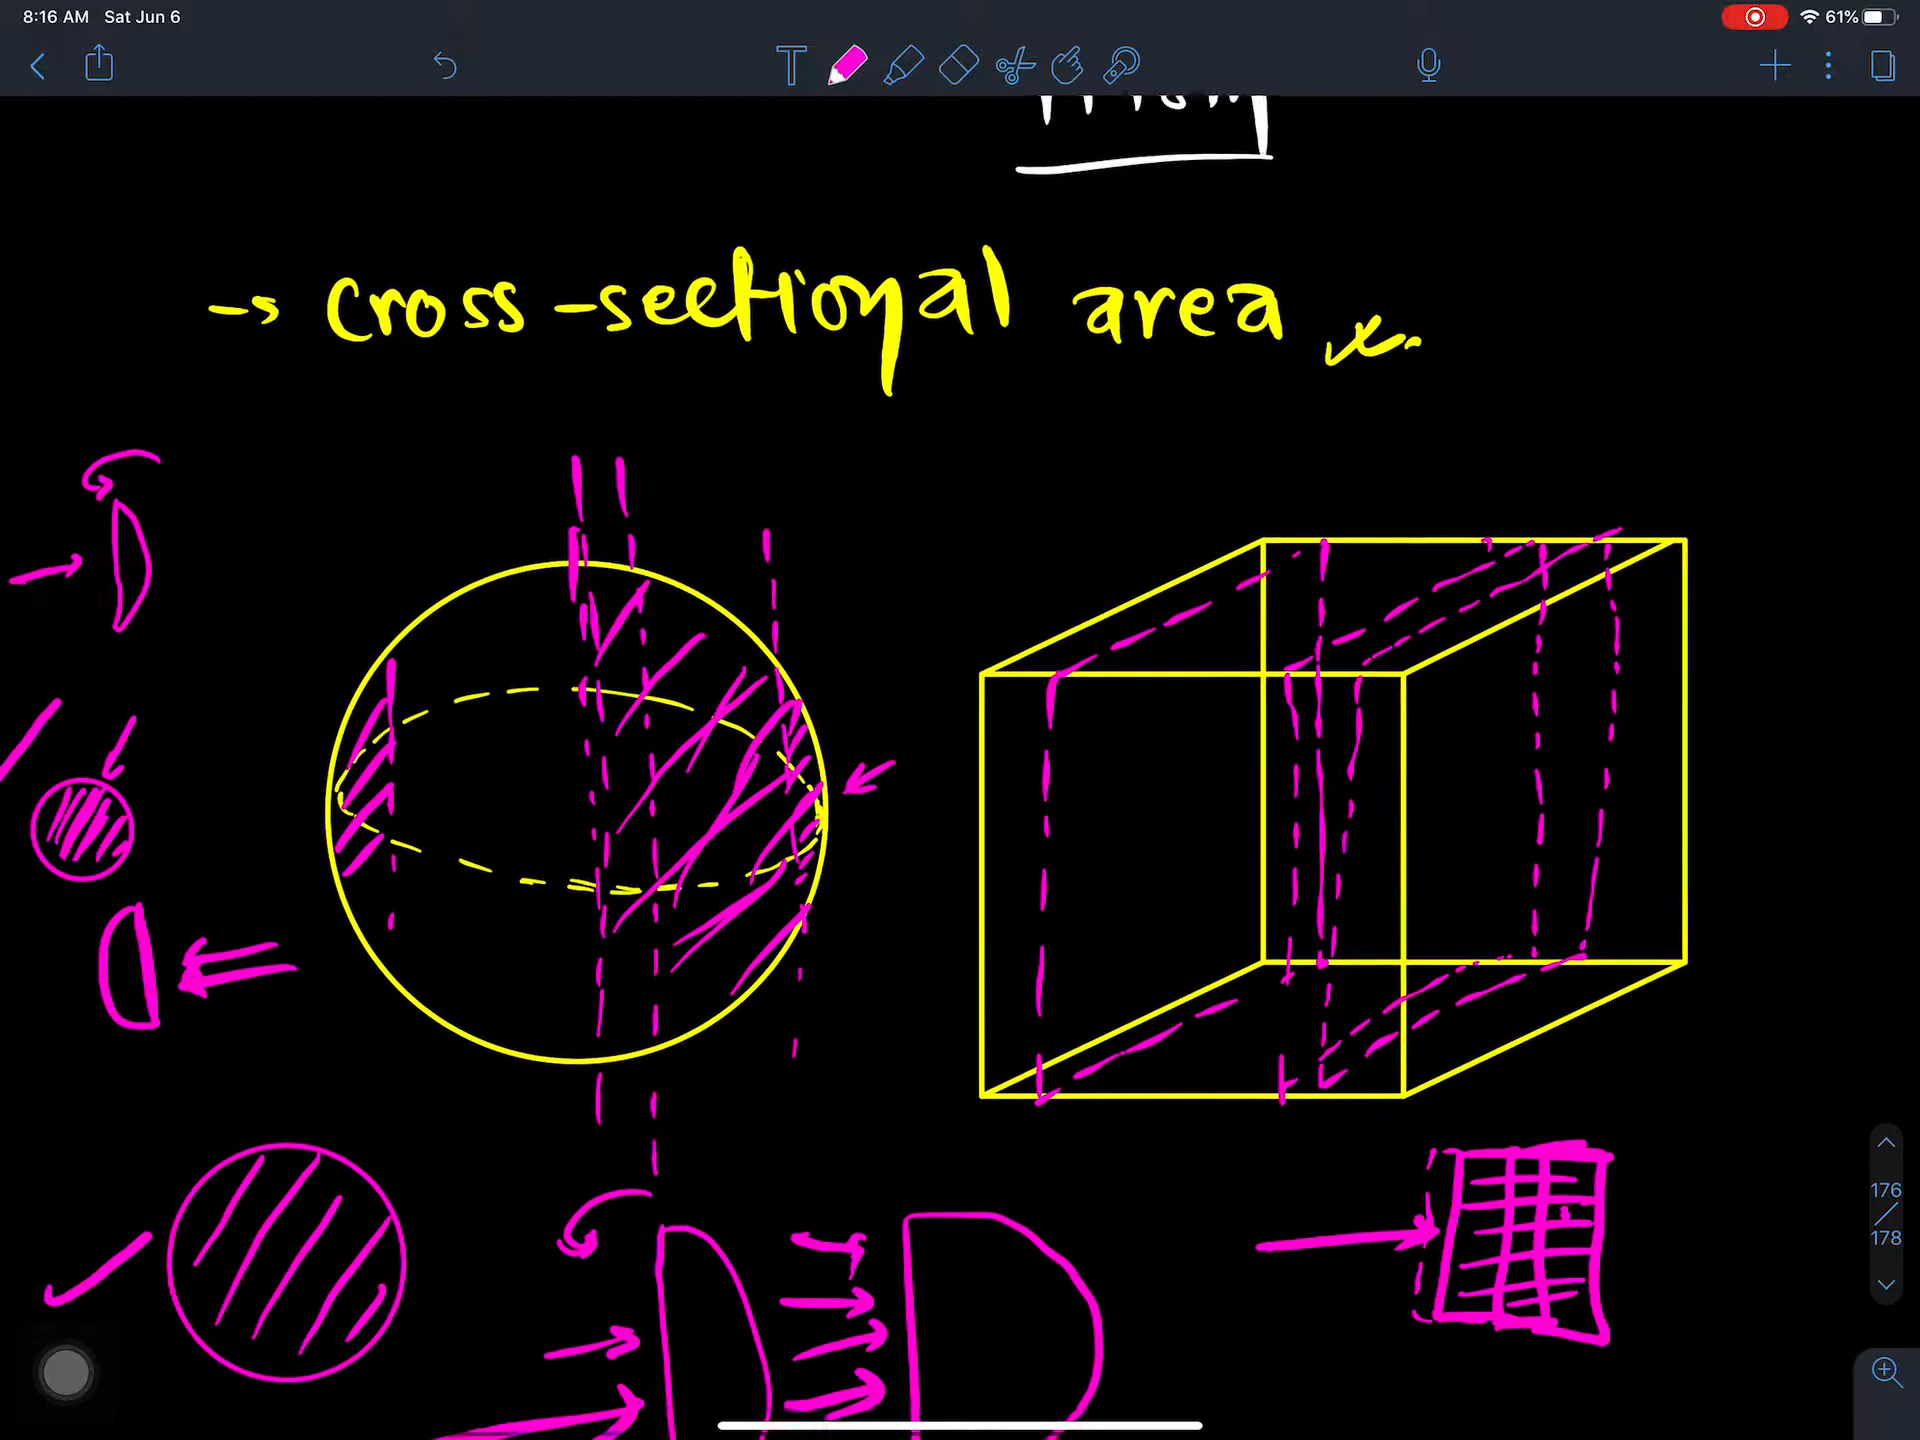 8:16 AM Sat Jun 6
61%
T
→ cross-sectional area
176
/
178